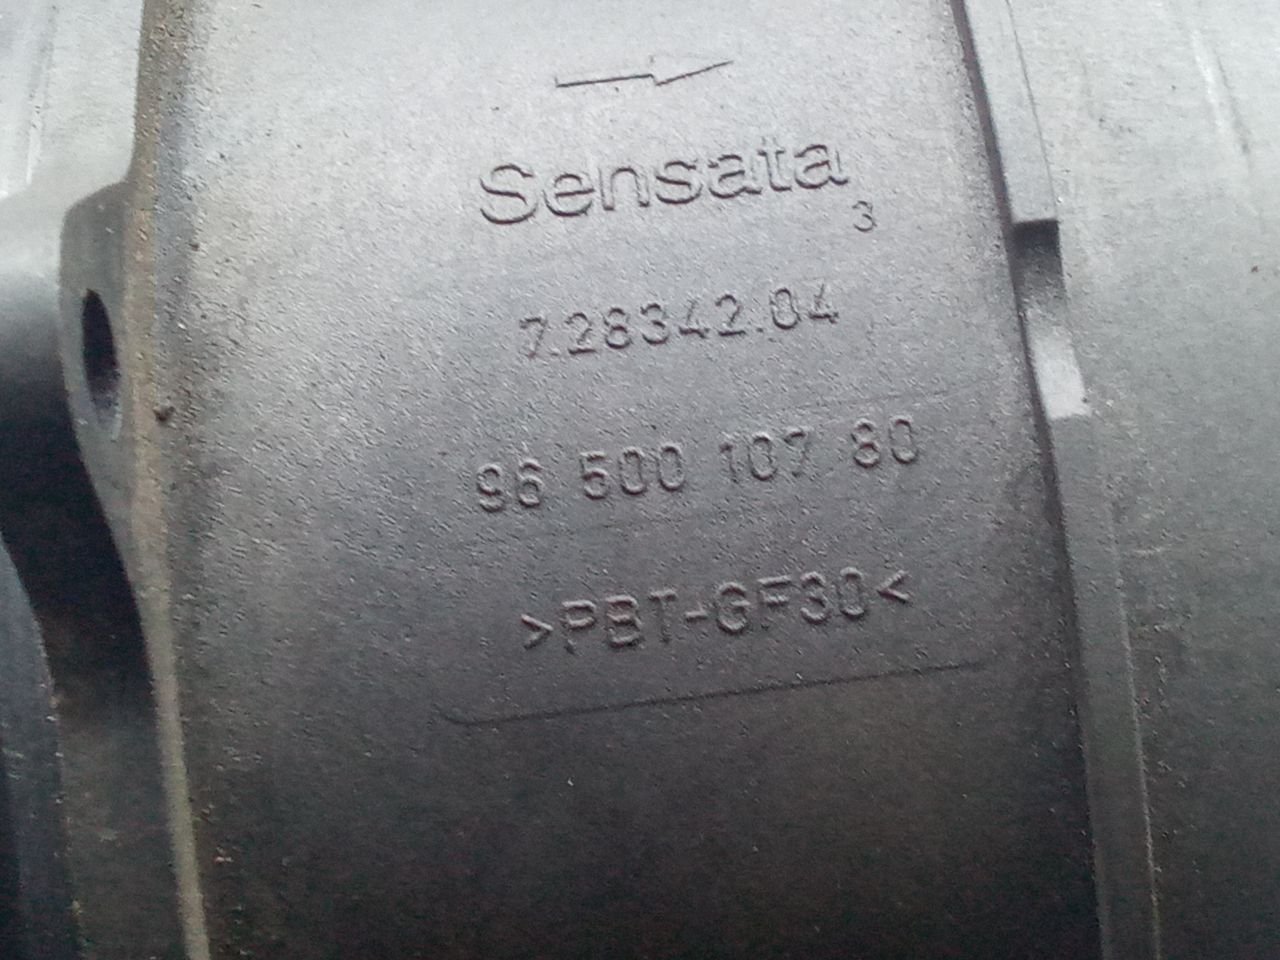 Sensata
3
7.28342.04
96 500 107 80
>PBT-GF30<